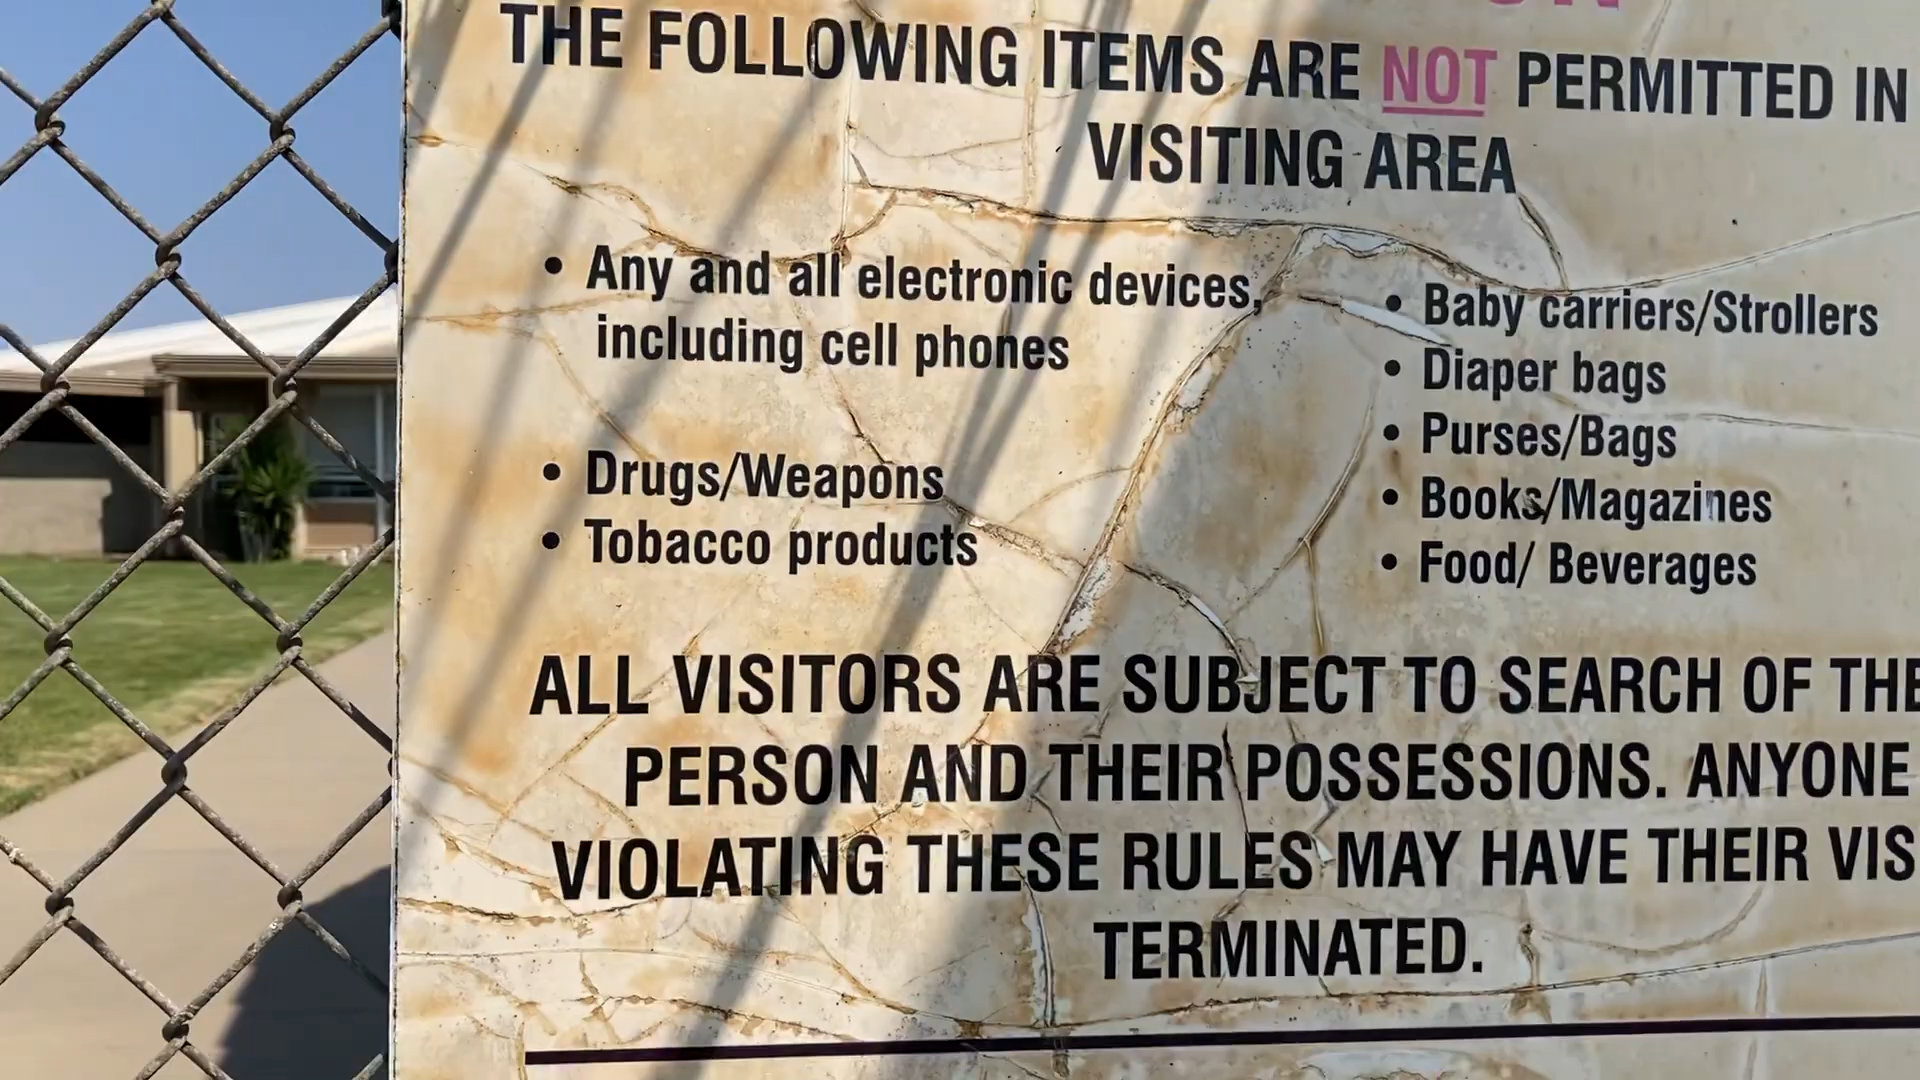 THE FOLLOWING ITEMS ARE NOT PERMITTED IN
VISITING AREA
• Any and all electronic devices,
including cell phones
• Drugs/Weapons
• Tobacco products
• Baby carriers/Strollers
• Diaper bags
• Purses/Bags
• Books/Magazines
• Food/ Beverages
ALL VISITORS ARE SUBJECT TO SEARCH OF THE
PERSON AND THEIR POSSESSIONS. ANYONE
VIOLATING THESE RULES MAY HAVE THEIR VIS
TERMINATED.